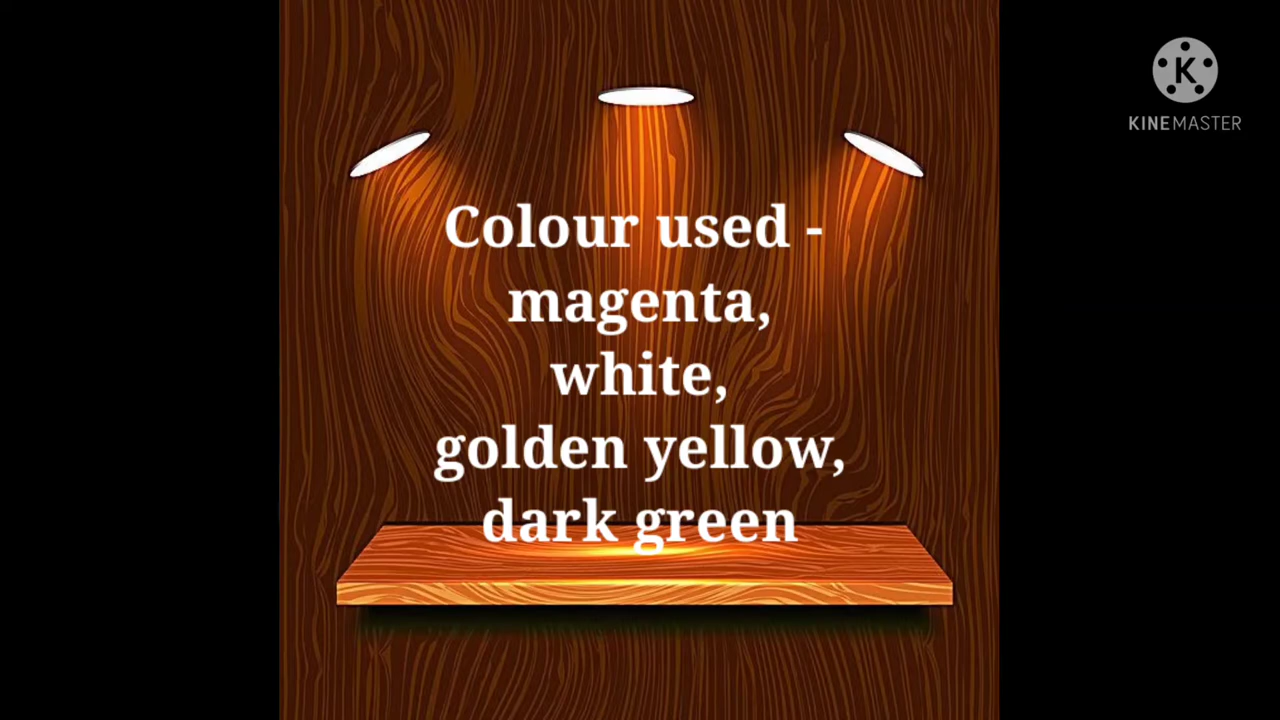 Colour used -
magenta,
white,
golden yellow,
dark green
K
KINEMASTER